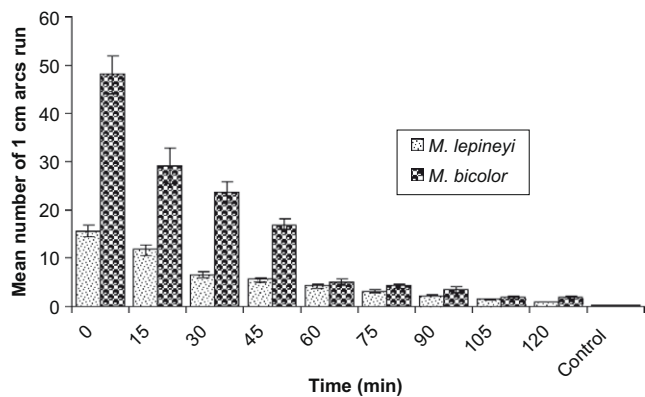 Mean number of 1 cm arcs run
60
50
40
30
20
10
0
M. lepineyi
M. bicolor
0 15 30 45 60 75 90 105 120 Control
Time (min)